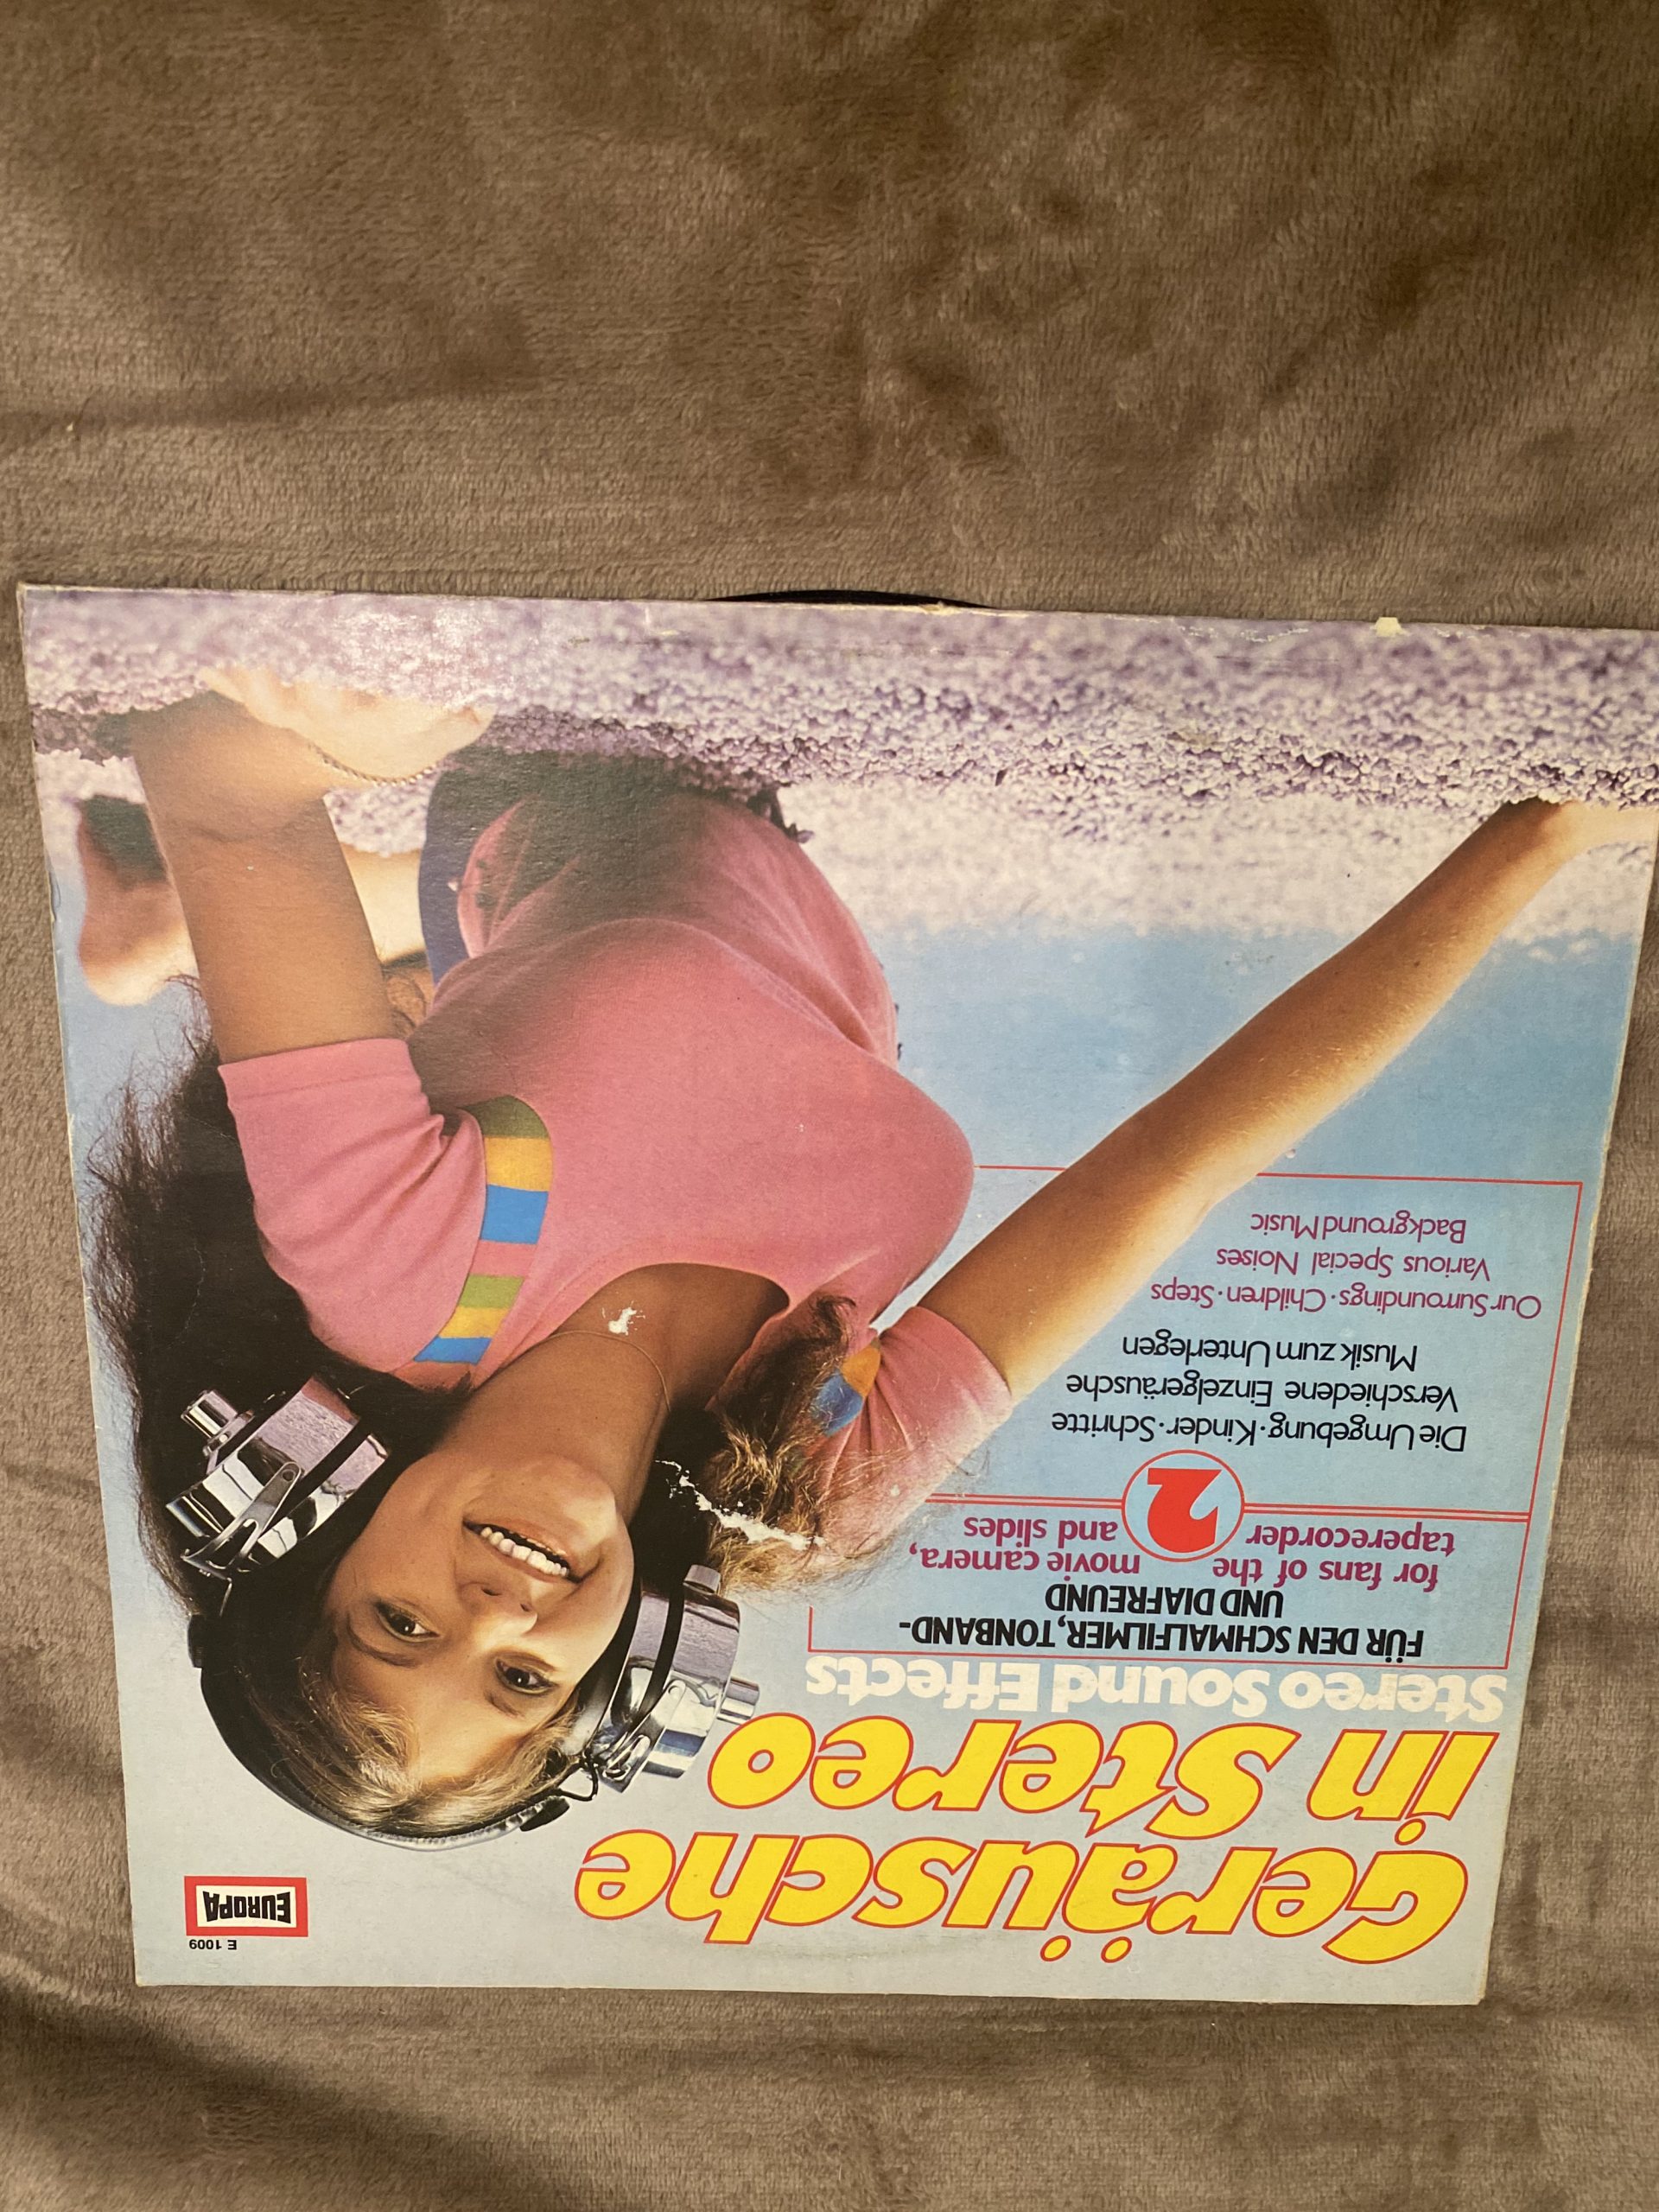 E 1009
EUROPA
Geräusche
in Stereo
Stereo Sound Effects
FÜR DEN SCHMALFILMER, TONBAND-
UND DIAFREUND
for fans of the movie camera,
taperecorder and slides
2
Die Umgebung·Kinder·Schritte
Verschiedene Einzelgeräusche
Musik zum Unterlegen
Our Surroundings·Children·Steps
Various Special Noises
Background Music